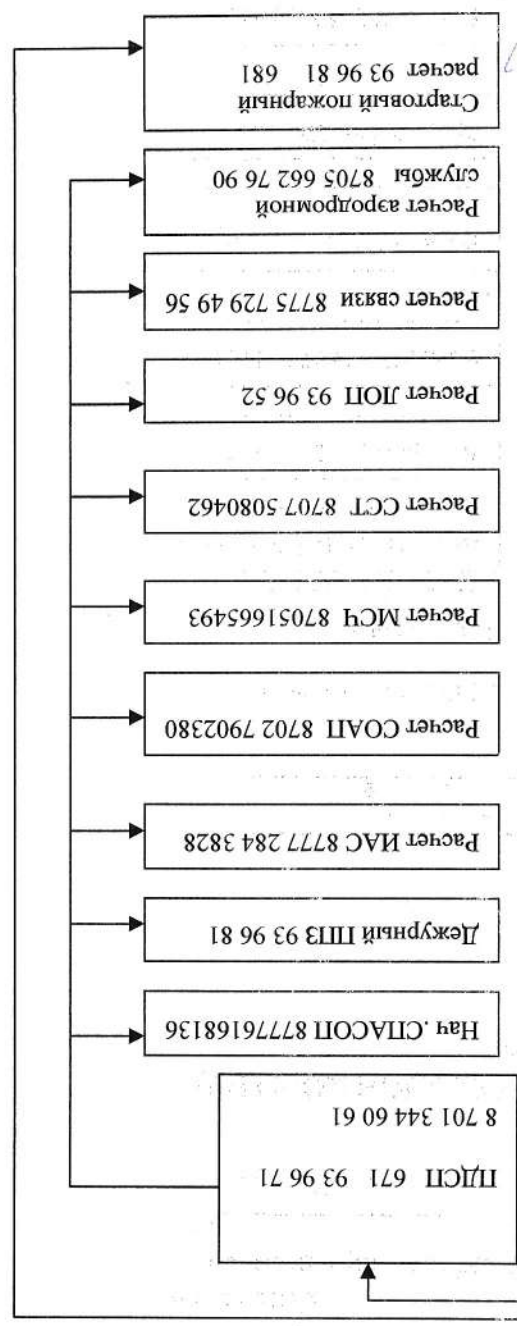 ПДСП 671 93 96 71
8 701 344 60 61
Нач .СПАСОП 87776168136
Дежурный ППЗ 93 96 81
Расчет ИАС 8777 284 3828
Расчет СОАП 8702 7902380
Расчет МСЧ 87051665493
Расчет ССТ 8707 5080462
Расчет ЛОП 93 96 52
Расчет связи 8775 729 49 56
Расчет аэродромной
службы 8705 662 76 90
Стартовый пожарный
расчет 93 96 81 681